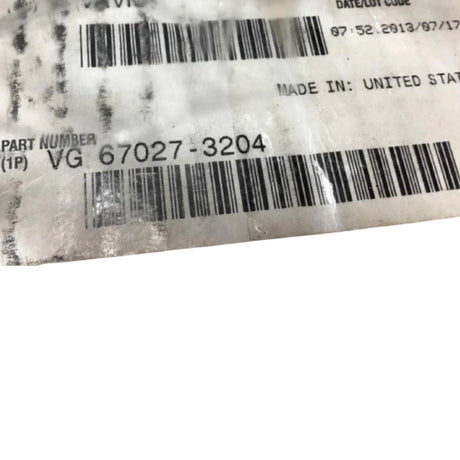 DATE/LOT CODE
07:52.2013/07/17
MADE IN: UNITED STAT
PART NUMBER
(1P) VG 67027-3204